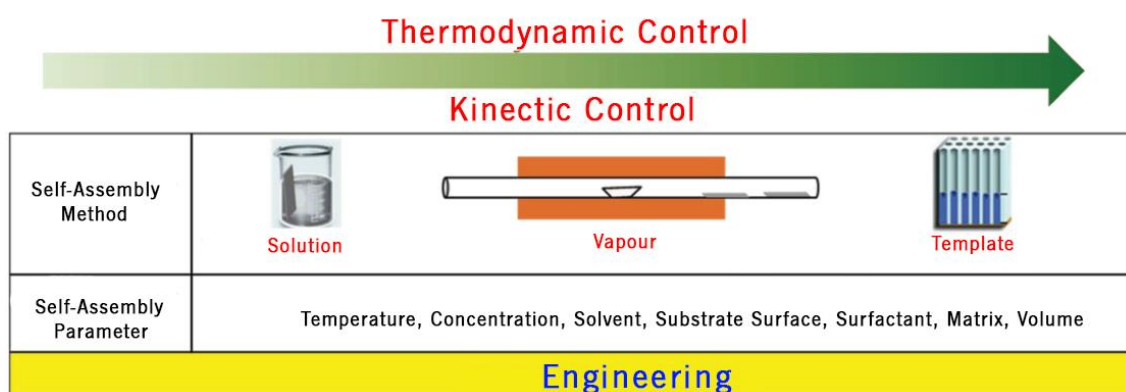 Thermodynamic Control
Kinectic Control
Self-Assembly
Method
Solution
Vapour
Template
Self-Assembly
Parameter
Temperature, Concentration, Solvent, Substrate Surface, Surfactant, Matrix, Volume
Engineering